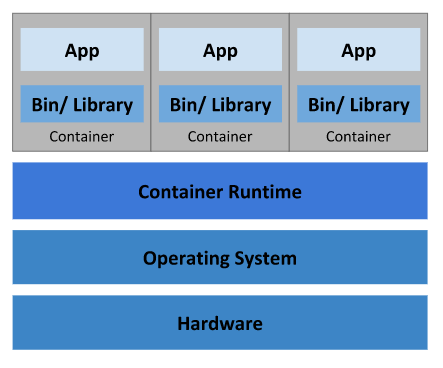 App App App
Bin/ Library Bin/ Library Bin/ Library
Container Container Container
Container Runtime
Operating System
Hardware